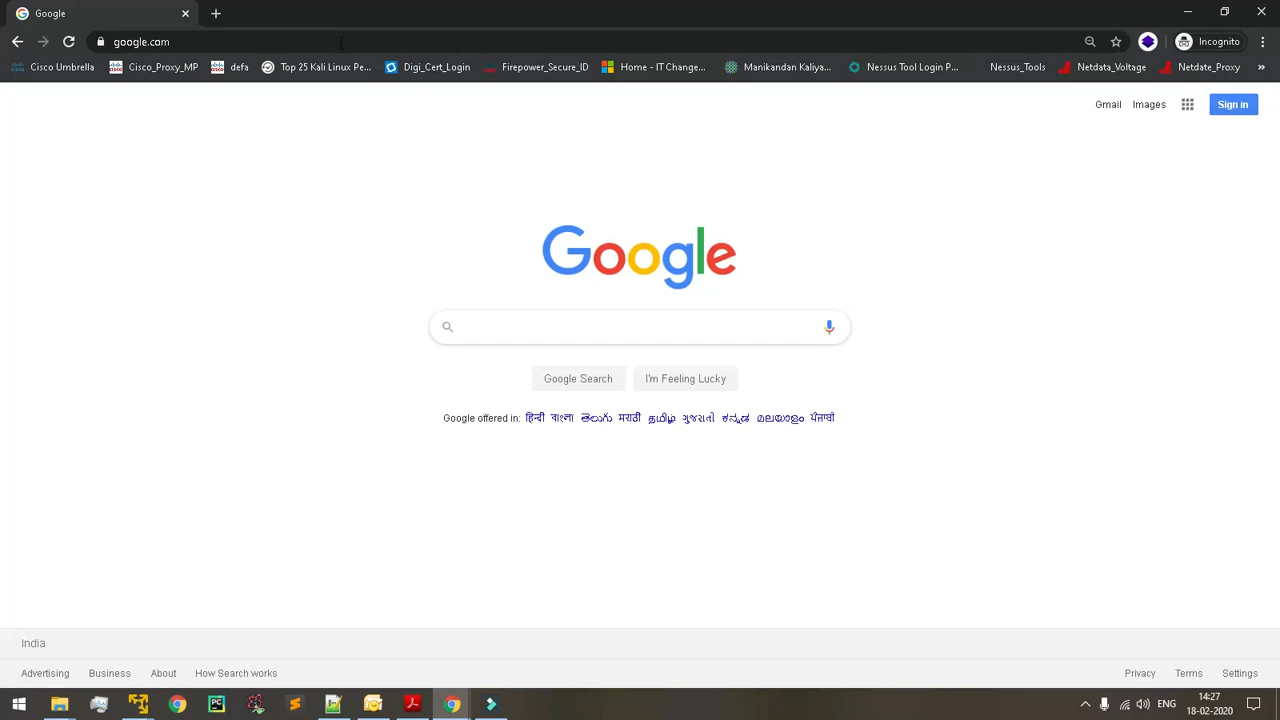 Google
google.com
Incognito
Cisco Umbrella
Cisco_Proxy_MP
defa
Top 25 Kali Linux Pe...
Digi_Cert_Login
Firepower_Secure_ID
Home - IT Change...
Manikandan Kaliya...
Nessus Tool Login P...
Nessus_Tools
Netdata_Voltage
Netdate_Proxy
Gmail
Images
Sign in
Google
Google Search
I'm Feeling Lucky
Google offered in: हिन्दी বাংলা తెలుగు मराठी தமிழ் ગુજરાતી ಕನ್ನಡ മലയാളം ਪੰਜਾਬੀ
India
Advertising
Business
About
How Search works
Privacy
Terms
Settings
PC
ENG
14:27
18-02-2020